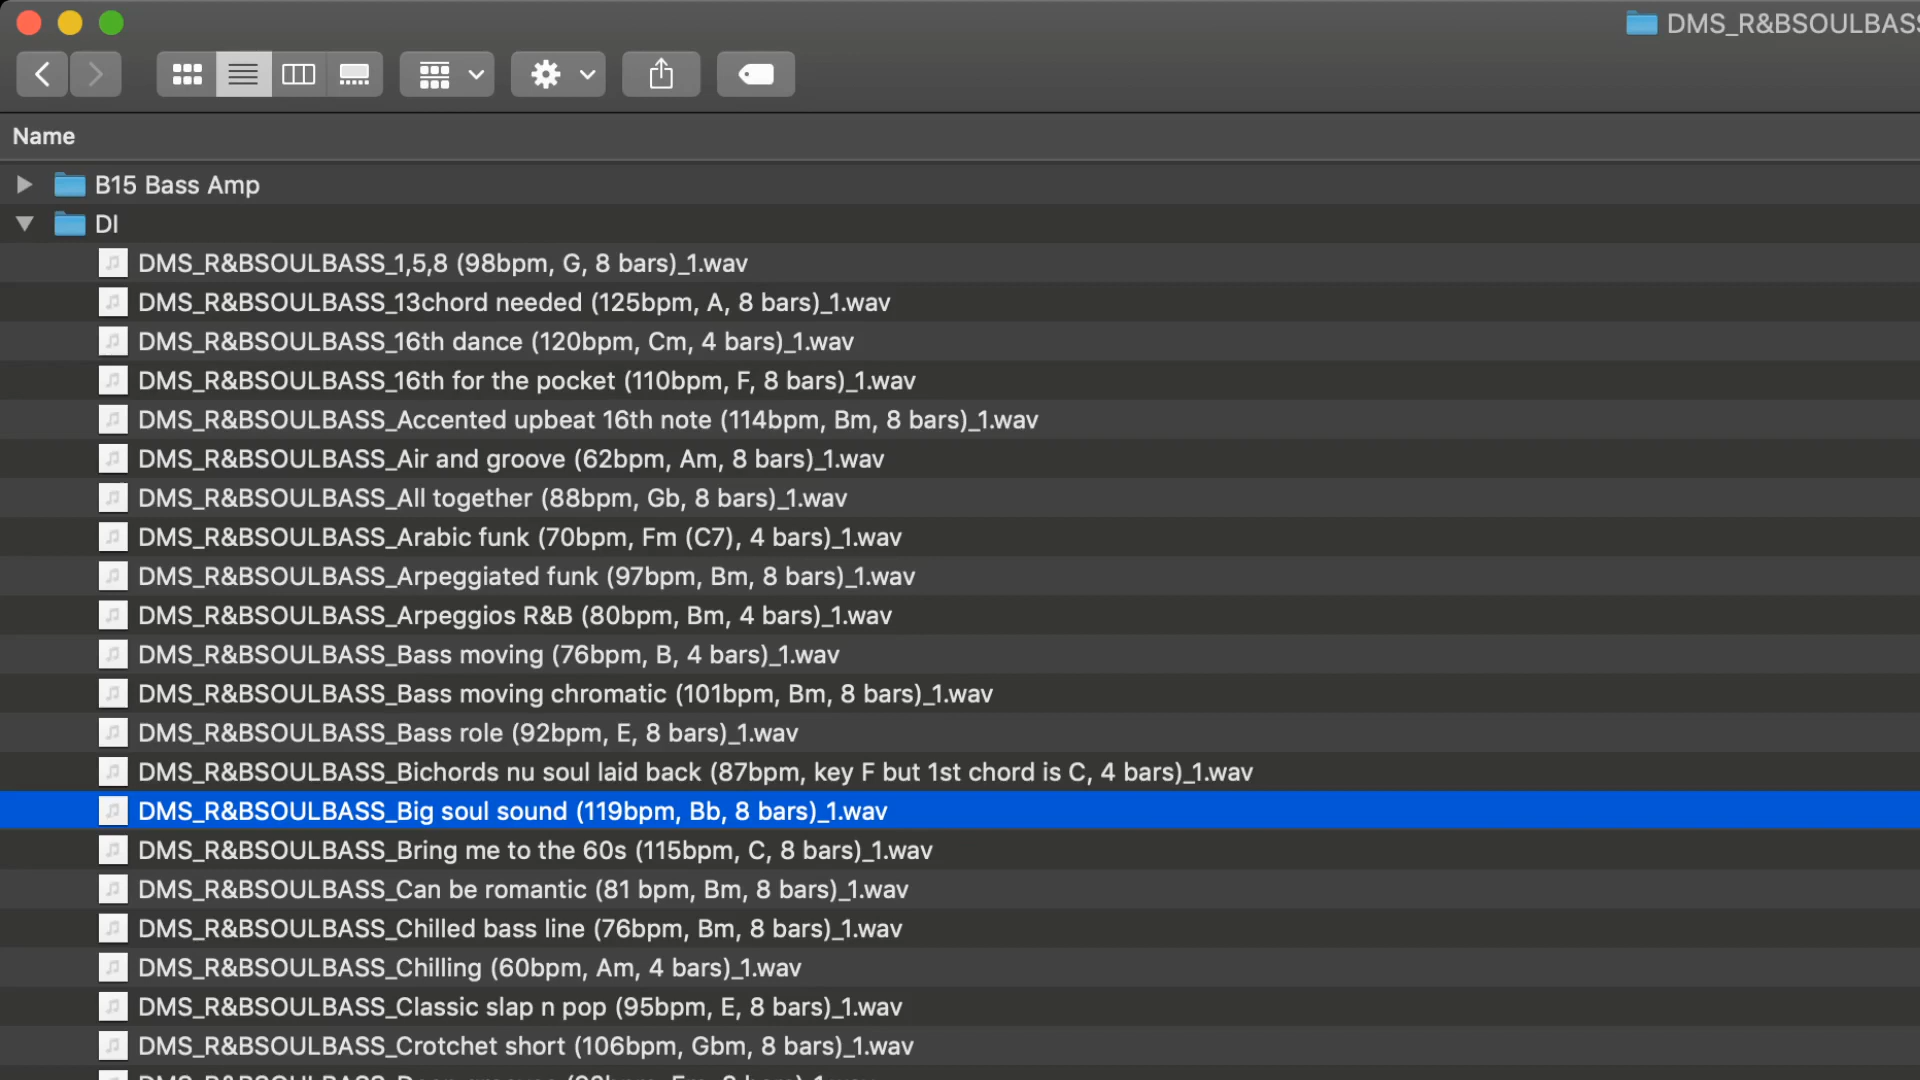 DMS_R&BSOULBASS
Name
B15 Bass Amp
DI
DMS_R&BSOULBASS_1,5,8 (98bpm, G, 8 bars)_1.wav
DMS_R&BSOULBASS_13chord needed (125bpm, A, 8 bars)_1.wav
DMS_R&BSOULBASS_16th dance (120bpm, Cm, 4 bars)_1.wav
DMS_R&BSOULBASS_16th for the pocket (110bpm, F, 8 bars)_1.wav
DMS_R&BSOULBASS_Accented upbeat 16th note (114bpm, Bm, 8 bars)_1.wav
DMS_R&BSOULBASS_Air and groove (62bpm, Am, 8 bars)_1.wav
DMS_R&BSOULBASS_All together (88bpm, Gb, 8 bars)_1.wav
DMS_R&BSOULBASS_Arabic funk (70bpm, Fm (C7), 4 bars)_1.wav
DMS_R&BSOULBASS_Arpeggiated funk (97bpm, Bm, 8 bars)_1.wav
DMS_R&BSOULBASS_Arpeggios R&B (80bpm, Bm, 4 bars)_1.wav
DMS_R&BSOULBASS_Bass moving (76bpm, B, 4 bars)_1.wav
DMS_R&BSOULBASS_Bass moving chromatic (101bpm, Bm, 8 bars)_1.wav
DMS_R&BSOULBASS_Bass role (92bpm, E, 8 bars)_1.wav
DMS_R&BSOULBASS_Bichords nu soul laid back (87bpm, key F but 1st chord is C, 4 bars)_1.wav
DMS_R&BSOULBASS_Big soul sound (119bpm, Bb, 8 bars)_1.wav
DMS_R&BSOULBASS_Bring me to the 60s (115bpm, C, 8 bars)_1.wav
DMS_R&BSOULBASS_Can be romantic (81 bpm, Bm, 8 bars)_1.wav
DMS_R&BSOULBASS_Chilled bass line (76bpm, Bm, 8 bars)_1.wav
DMS_R&BSOULBASS_Chilling (60bpm, Am, 4 bars)_1.wav
DMS_R&BSOULBASS_Classic slap n pop (95bpm, E, 8 bars)_1.wav
DMS_R&BSOULBASS_Crotchet short (106bpm, Gbm, 8 bars)_1.wav